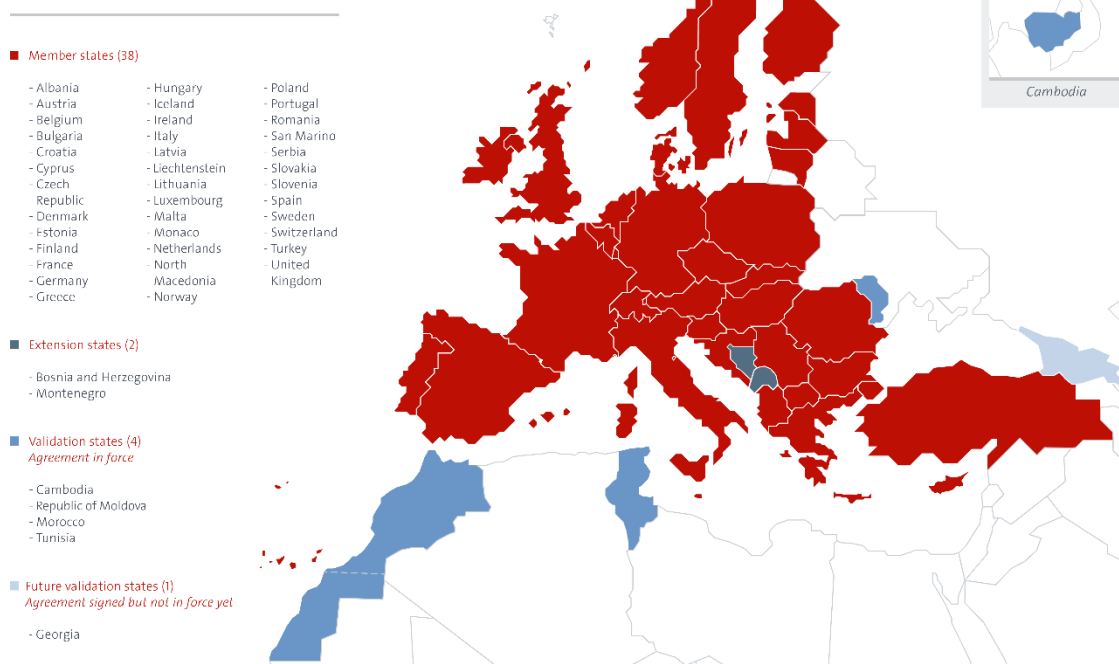 Member states (38)
- Albania
- Austria
- Belgium
- Bulgaria
- Croatia
- Cyprus
- Czech
Republic
- Denmark
- Estonia
- Finland
- France
- Germany
- Greece
- Hungary
- Iceland
- Ireland
- Italy
- Latvia
- Liechtenstein
- Lithuania
- Luxembourg
- Malta
- Monaco
- Netherlands
- North
Macedonia
- Norway
- Poland
- Portugal
- Romania
- San Marino
- Serbia
- Slovakia
- Slovenia
- Spain
- Sweden
- Switzerland
- Turkey
- United
Kingdom
Extension states (2)
- Bosnia and Herzegovina
- Montenegro
Validation states (4)
Agreement in force
- Cambodia
- Republic of Moldova
- Morocco
- Tunisia
Future validation states (1)
Agreement signed but not in force yet
- Georgia
Cambodia